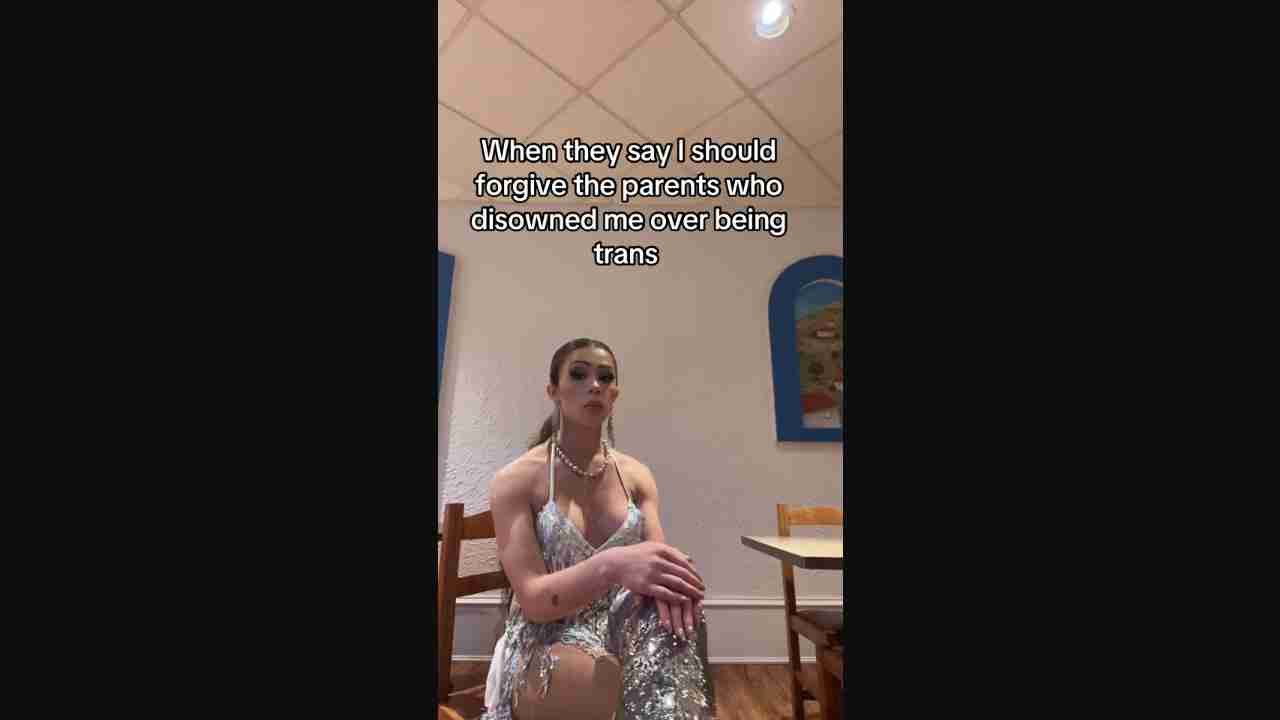 When they say I should
forgive the parents who
disowned me over being
trans